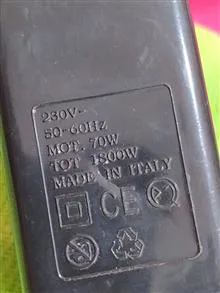 230V~
50-60HZ
MOT. 70W
TOT 1800W
MADE IN ITALY
CE